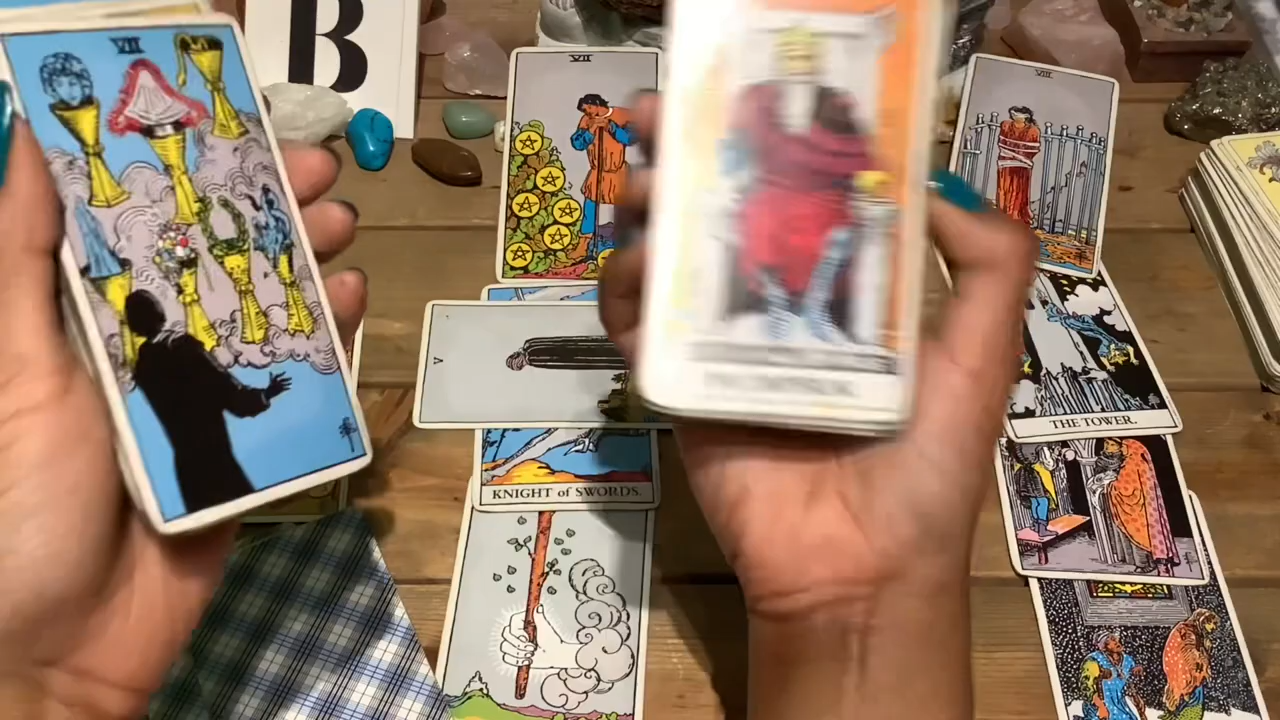 VII
B
VII
VIII
V
THE TOWER.
KNIGHT of SWORDS.